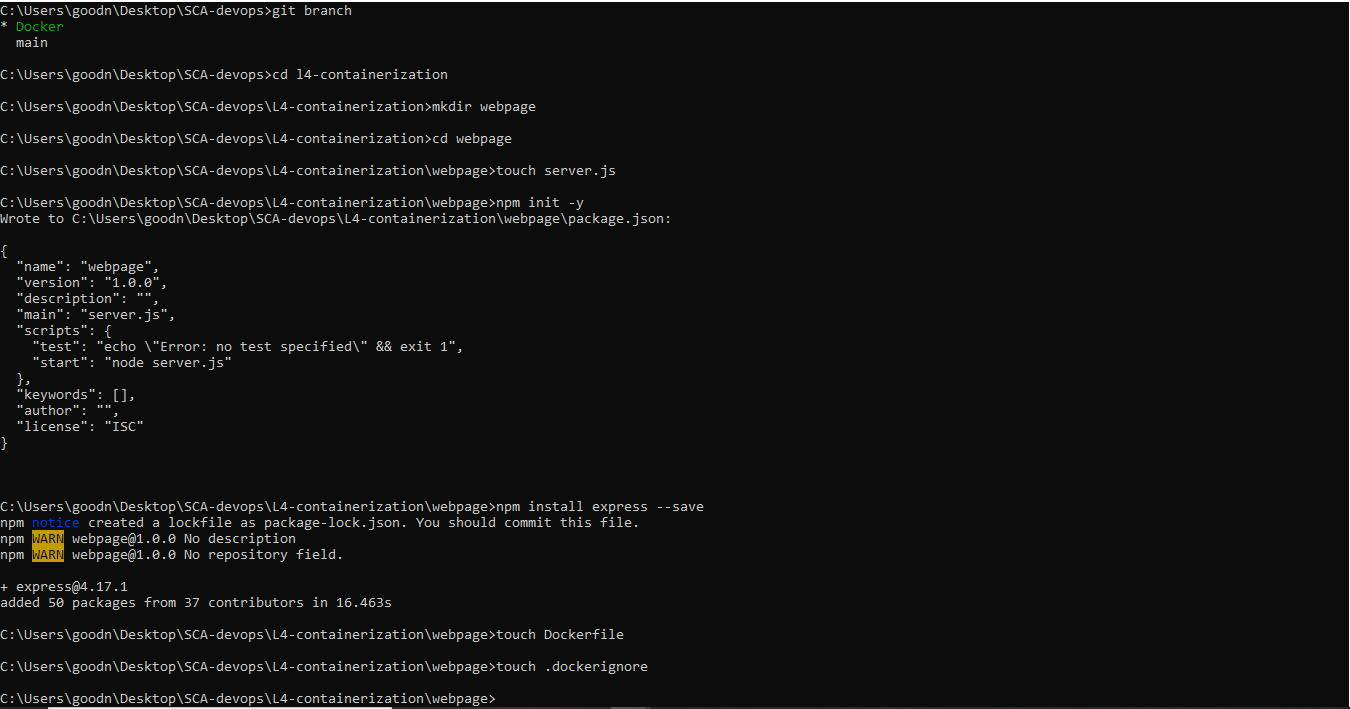 C:\Users\goodn\Desktop\SCA-devops>git branch
* Docker
  main
C:\Users\goodn\Desktop\SCA-devops>cd l4-containerization
C:\Users\goodn\Desktop\SCA-devops\L4-containerization>mkdir webpage
C:\Users\goodn\Desktop\SCA-devops\L4-containerization>cd webpage
C:\Users\goodn\Desktop\SCA-devops\L4-containerization\webpage>touch server.js
C:\Users\goodn\Desktop\SCA-devops\L4-containerization\webpage>npm init -y
Wrote to C:\Users\goodn\Desktop\SCA-devops\L4-containerization\webpage\package.json:
{
  "name": "webpage",
  "version": "1.0.0",
  "description": "",
  "main": "server.js",
  "scripts": {
    "test": "echo \"Error: no test specified\" && exit 1",
    "start": "node server.js"
  },
  "keywords": [],
  "author": "",
  "license": "ISC"
}
C:\Users\goodn\Desktop\SCA-devops\L4-containerization\webpage>npm install express --save
npm notice created a lockfile as package-lock.json. You should commit this file.
npm WARN webpage@1.0.0 No description
npm WARN webpage@1.0.0 No repository field.
+ express@4.17.1
added 50 packages from 37 contributors in 16.463s
C:\Users\goodn\Desktop\SCA-devops\L4-containerization\webpage>touch Dockerfile
C:\Users\goodn\Desktop\SCA-devops\L4-containerization\webpage>touch .dockerignore
C:\Users\goodn\Desktop\SCA-devops\L4-containerization\webpage>